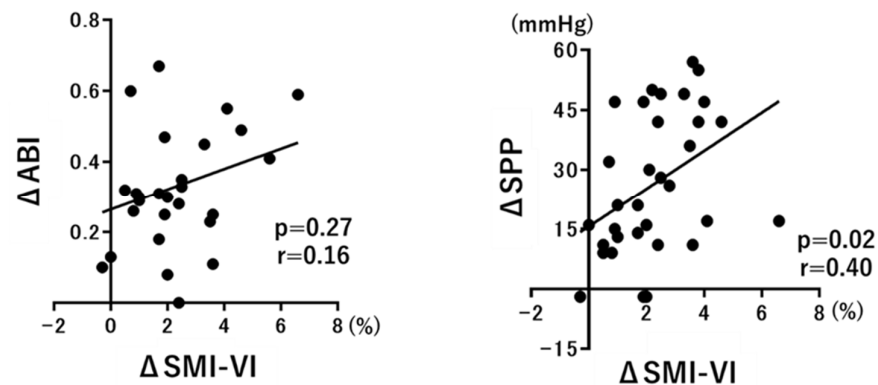 0.8
0.6
0.4
0.2
−2
0
2
4
6
8
(%)
ΔABI
ΔSMI-VI
p=0.27
r=0.16
(mmHg)
60
45
30
15
−15
−2
2
4
6
8
(%)
ΔSPP
ΔSMI-VI
p=0.02
r=0.40